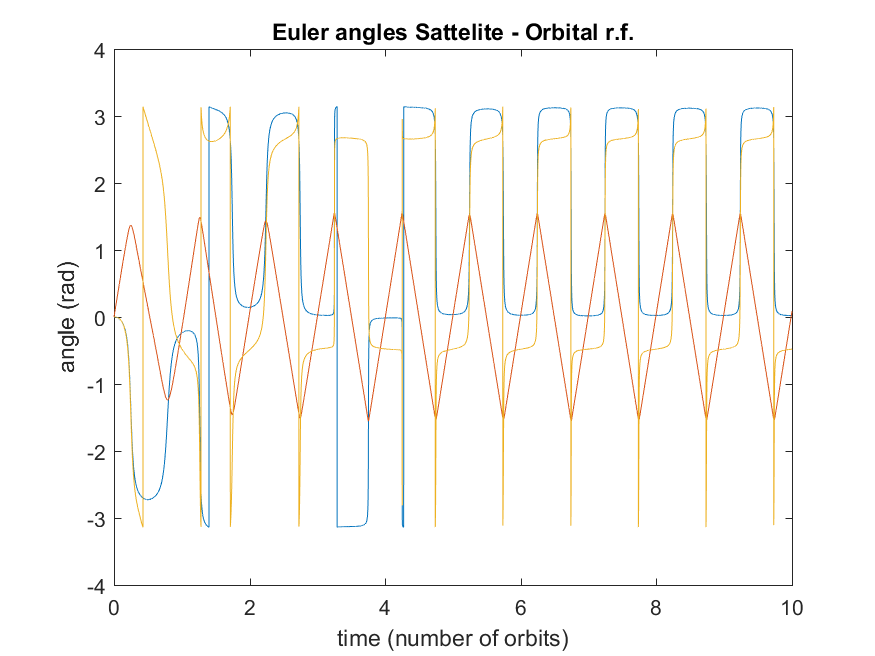 Euler angles Sattelite - Orbital r.f.
4
3
2
1
0
-1
-2
-3
-4
angle (rad)
0 2 4 6 8 10
time (number of orbits)